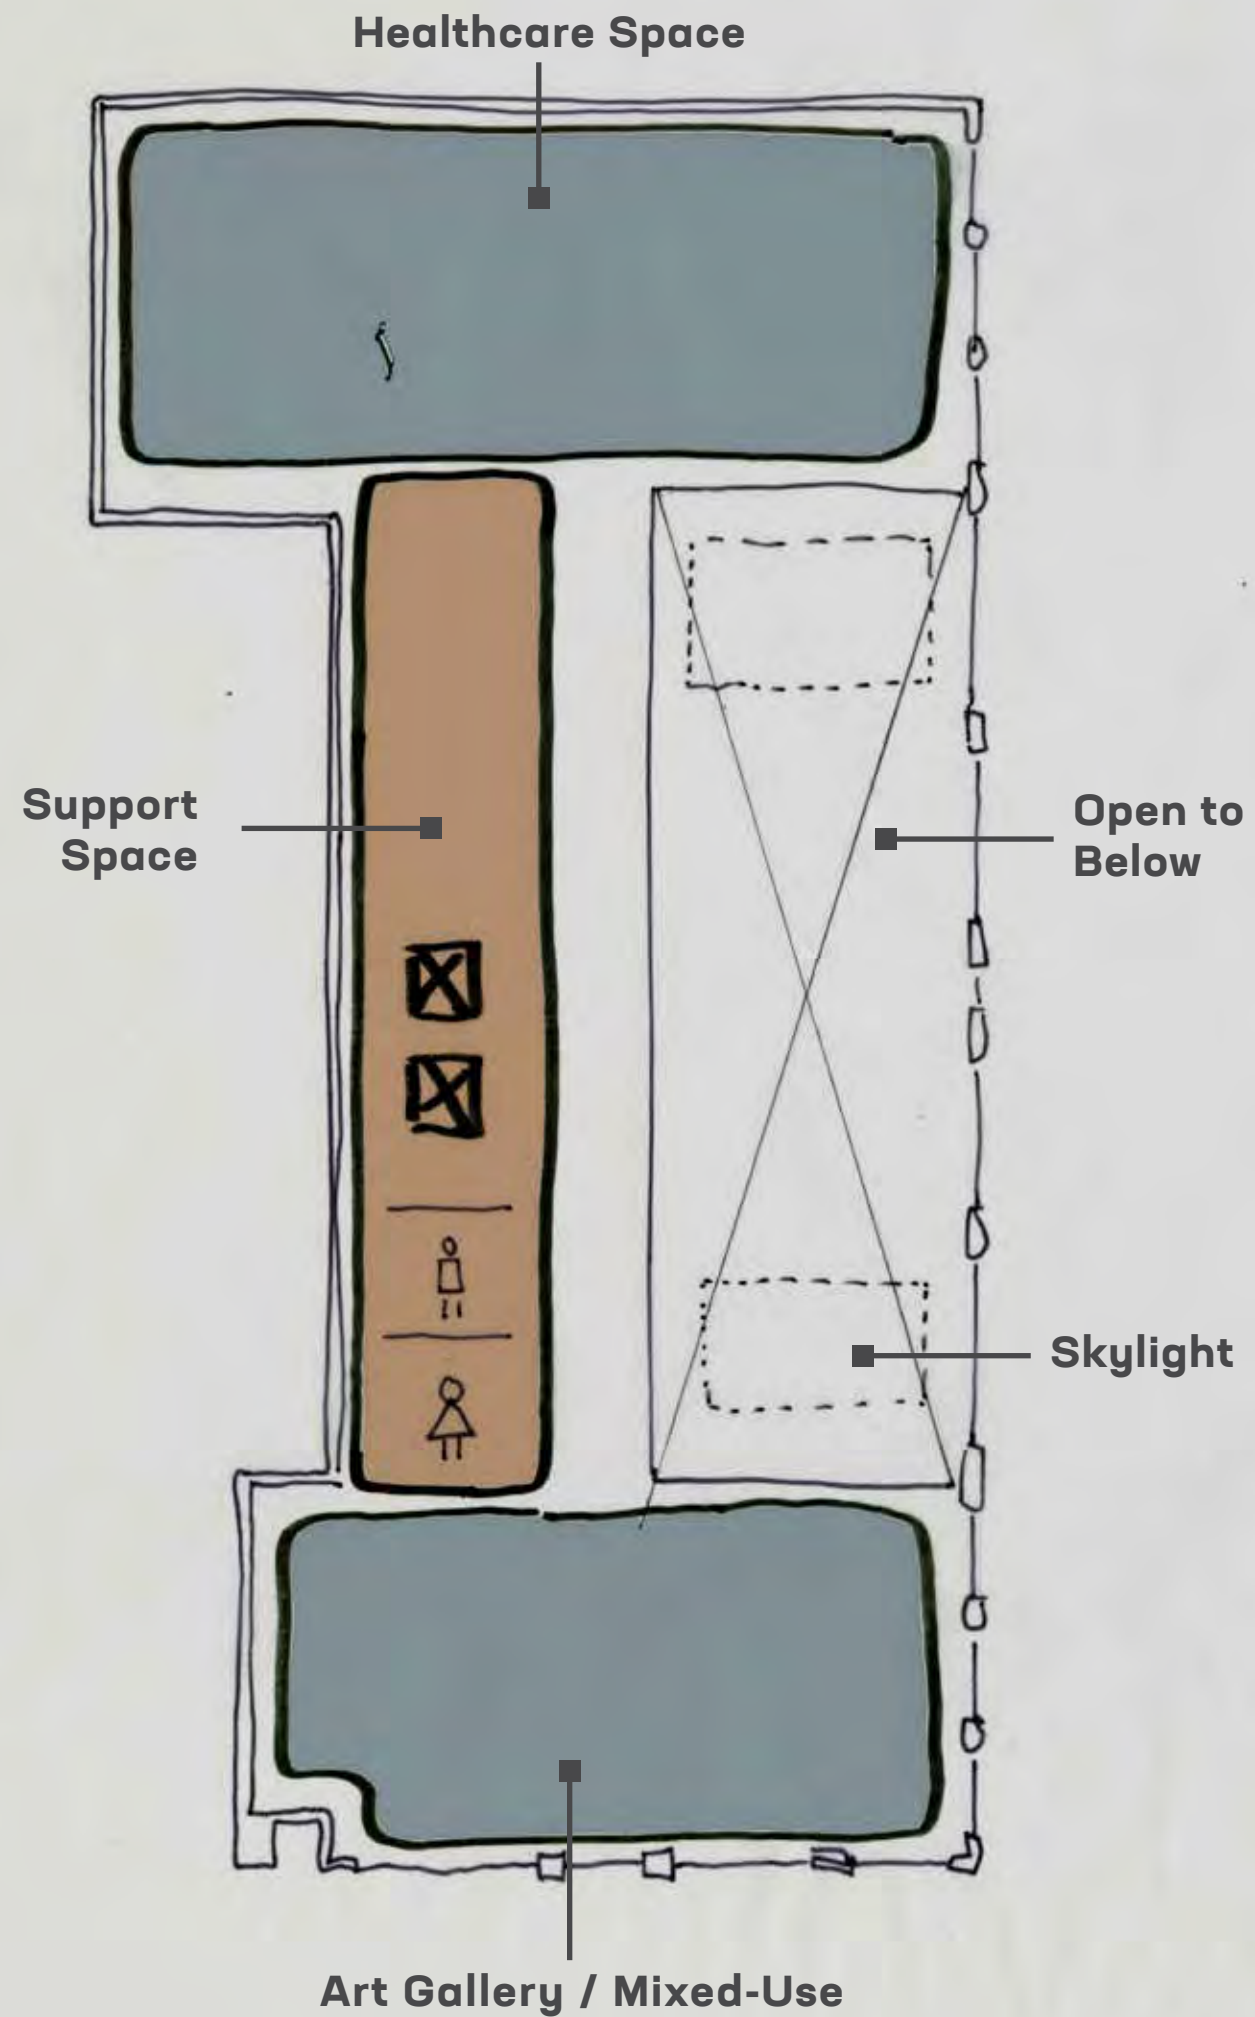 Healthcare Space
Support
Space
Open to
Below
Skylight
Art Gallery / Mixed-Use